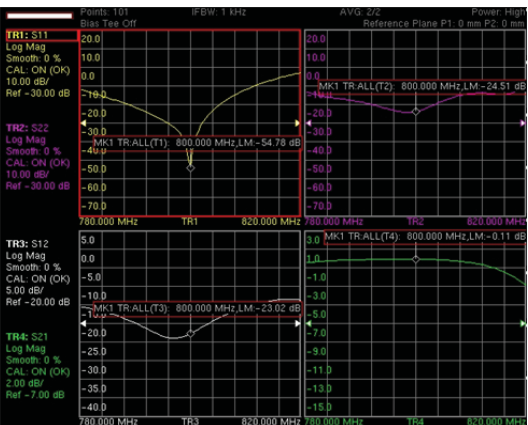 Points: 101 IFBW: 1 kHz AVG: 2/2 Power: High
Bias Tee Off Reference Plane P1: 0 mm P2: 0 mm
TR1: S11
Log Mag
Smooth: 0 %
CAL: ON (OK)
10.00 dB/
Ref -30.00 dB
TR2: S22
Log Mag
Smooth: 0 %
CAL: ON (OK)
10.00 dB/
Ref -30.00 dB
20.0
10.0
0.0
-10.0
-20.0
-30.0
-40.0
MK1 TR:ALL(T1): 800.000 MHz,LM:-54.78 dB
-50.0
-60.0
-70.0
780.000 MHz TR1 820.000 MHz
20.0
10.0
0.0
MK1 TR:ALL(T2): 800.000 MHz,LM:-24.51 dB
-20.0
-30.0
-40.0
-50.0
-60.0
-70.0
780.000 MHz TR2 820.000 MHz
TR3: S12
Log Mag
Smooth: 0 %
CAL: ON (OK)
5.00 dB/
Ref -20.00 dB
TR4: S21
Log Mag
Smooth: 0 %
CAL: ON (OK)
2.00 dB/
Ref -7.00 dB
5.0
0.0
-5.0
-10.0
MK1 TR:ALL(T3): 800.000 MHz,LM:-23.02 dB
-15.0
-20.0
-25.0
-30.0
-35.0
-40.0
780.000 MHz TR3 820.000 MHz
3.0
MK1 TR:ALL(T4): 800.000 MHz,LM:-0.11 dB
1.0
-1.0
-3.0
-5.0
-7.0
-9.0
-11.0
-13.0
-15.0
780.000 MHz TR4 820.000 MHz